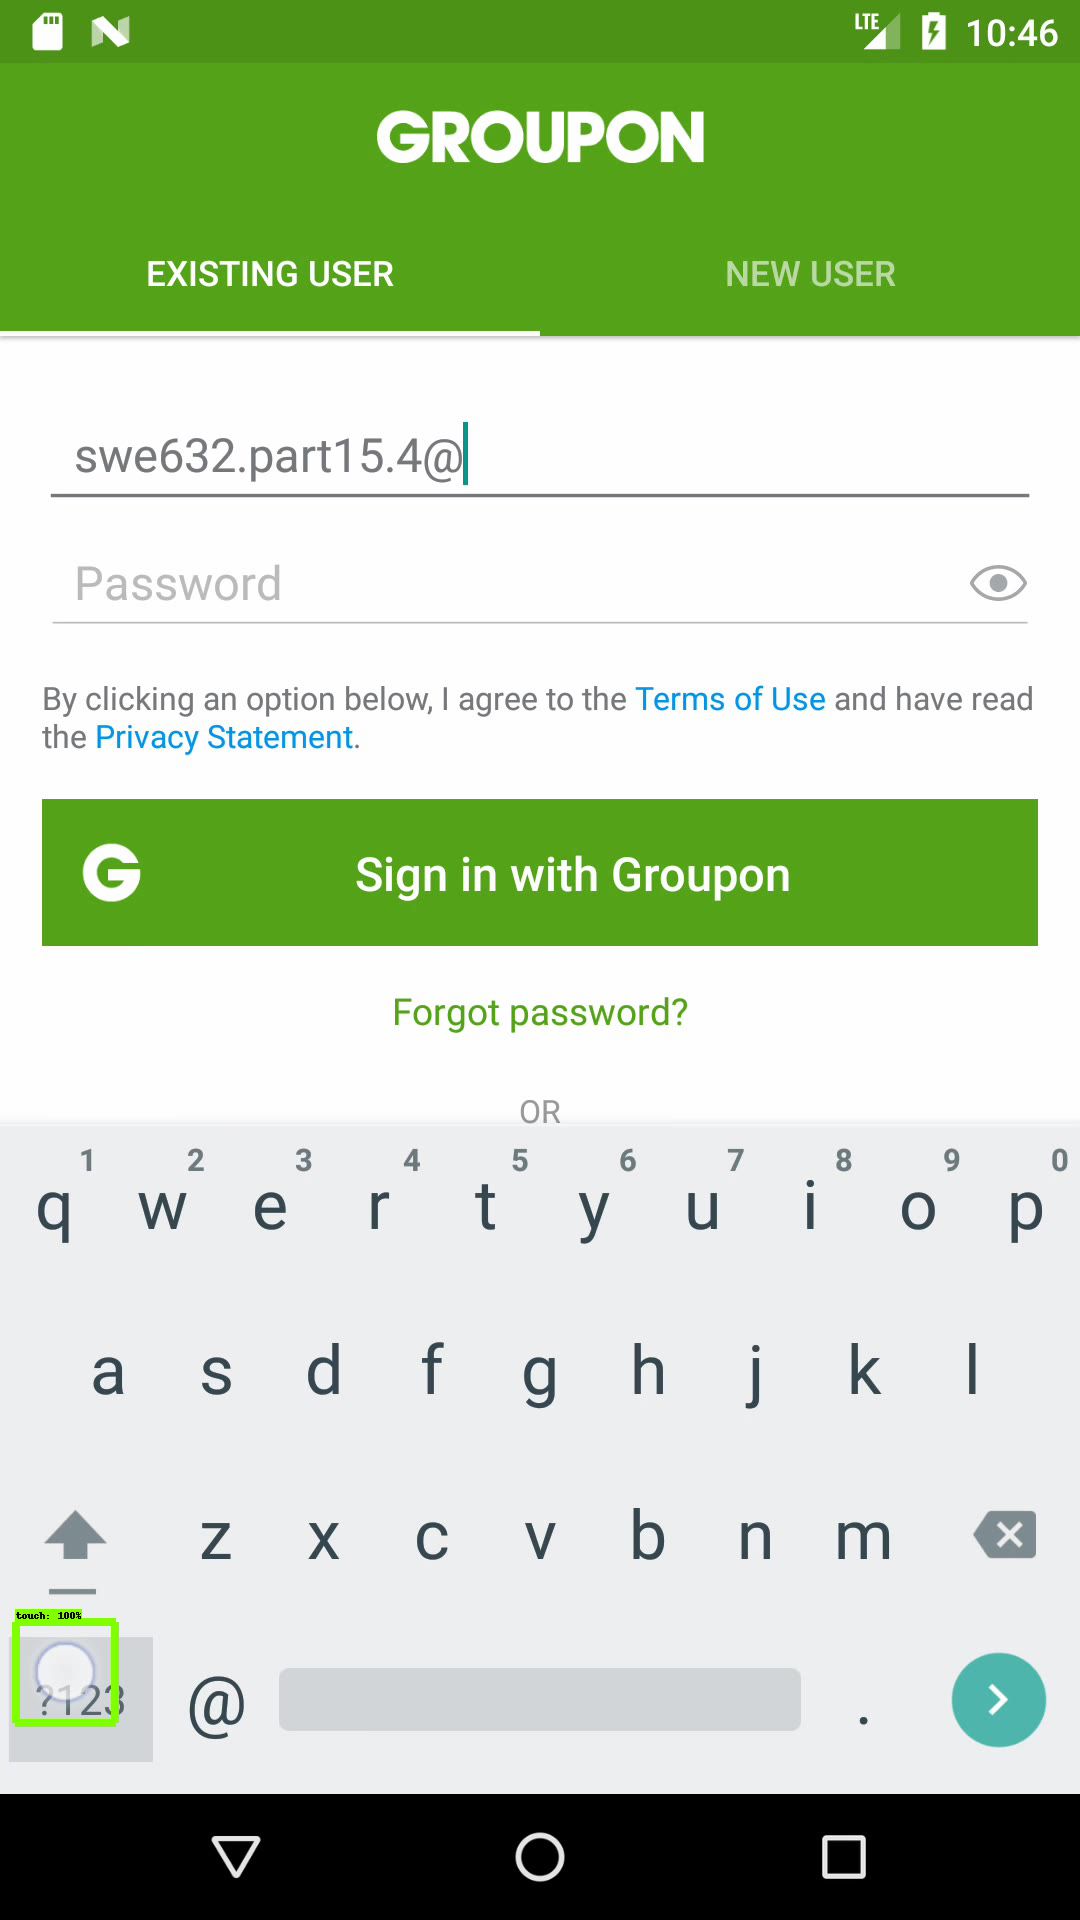 LTE 10:46
GROUPON
EXISTING USER NEW USER
swe632.part15.4@
Password
By clicking an option below, I agree to the Terms of Use and have read
the Privacy Statement.
G Sign in with Groupon
Forgot password?
OR
1 2 3 4 5 6 7 8 9 0
q w e r t y u i o p
a s d f g h j k l
z x c v b n m
touch: 100%
?123 @ .